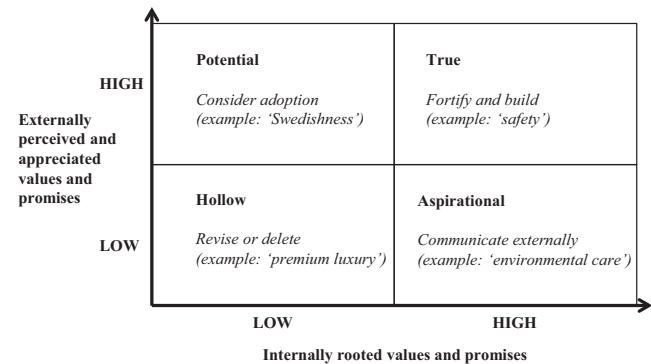 HIGH
Externally
perceived and
appreciated
values and
promises
LOW
Potential
Consider adoption
(example: ‘Swedishness’)
True
Fortify and build
(example: ‘safety’)
Hollow
Revise or delete
(example: ‘premium luxury’)
Aspirational
Communicate externally
(example: ‘environmental care’)
LOW
HIGH
Internally rooted values and promises